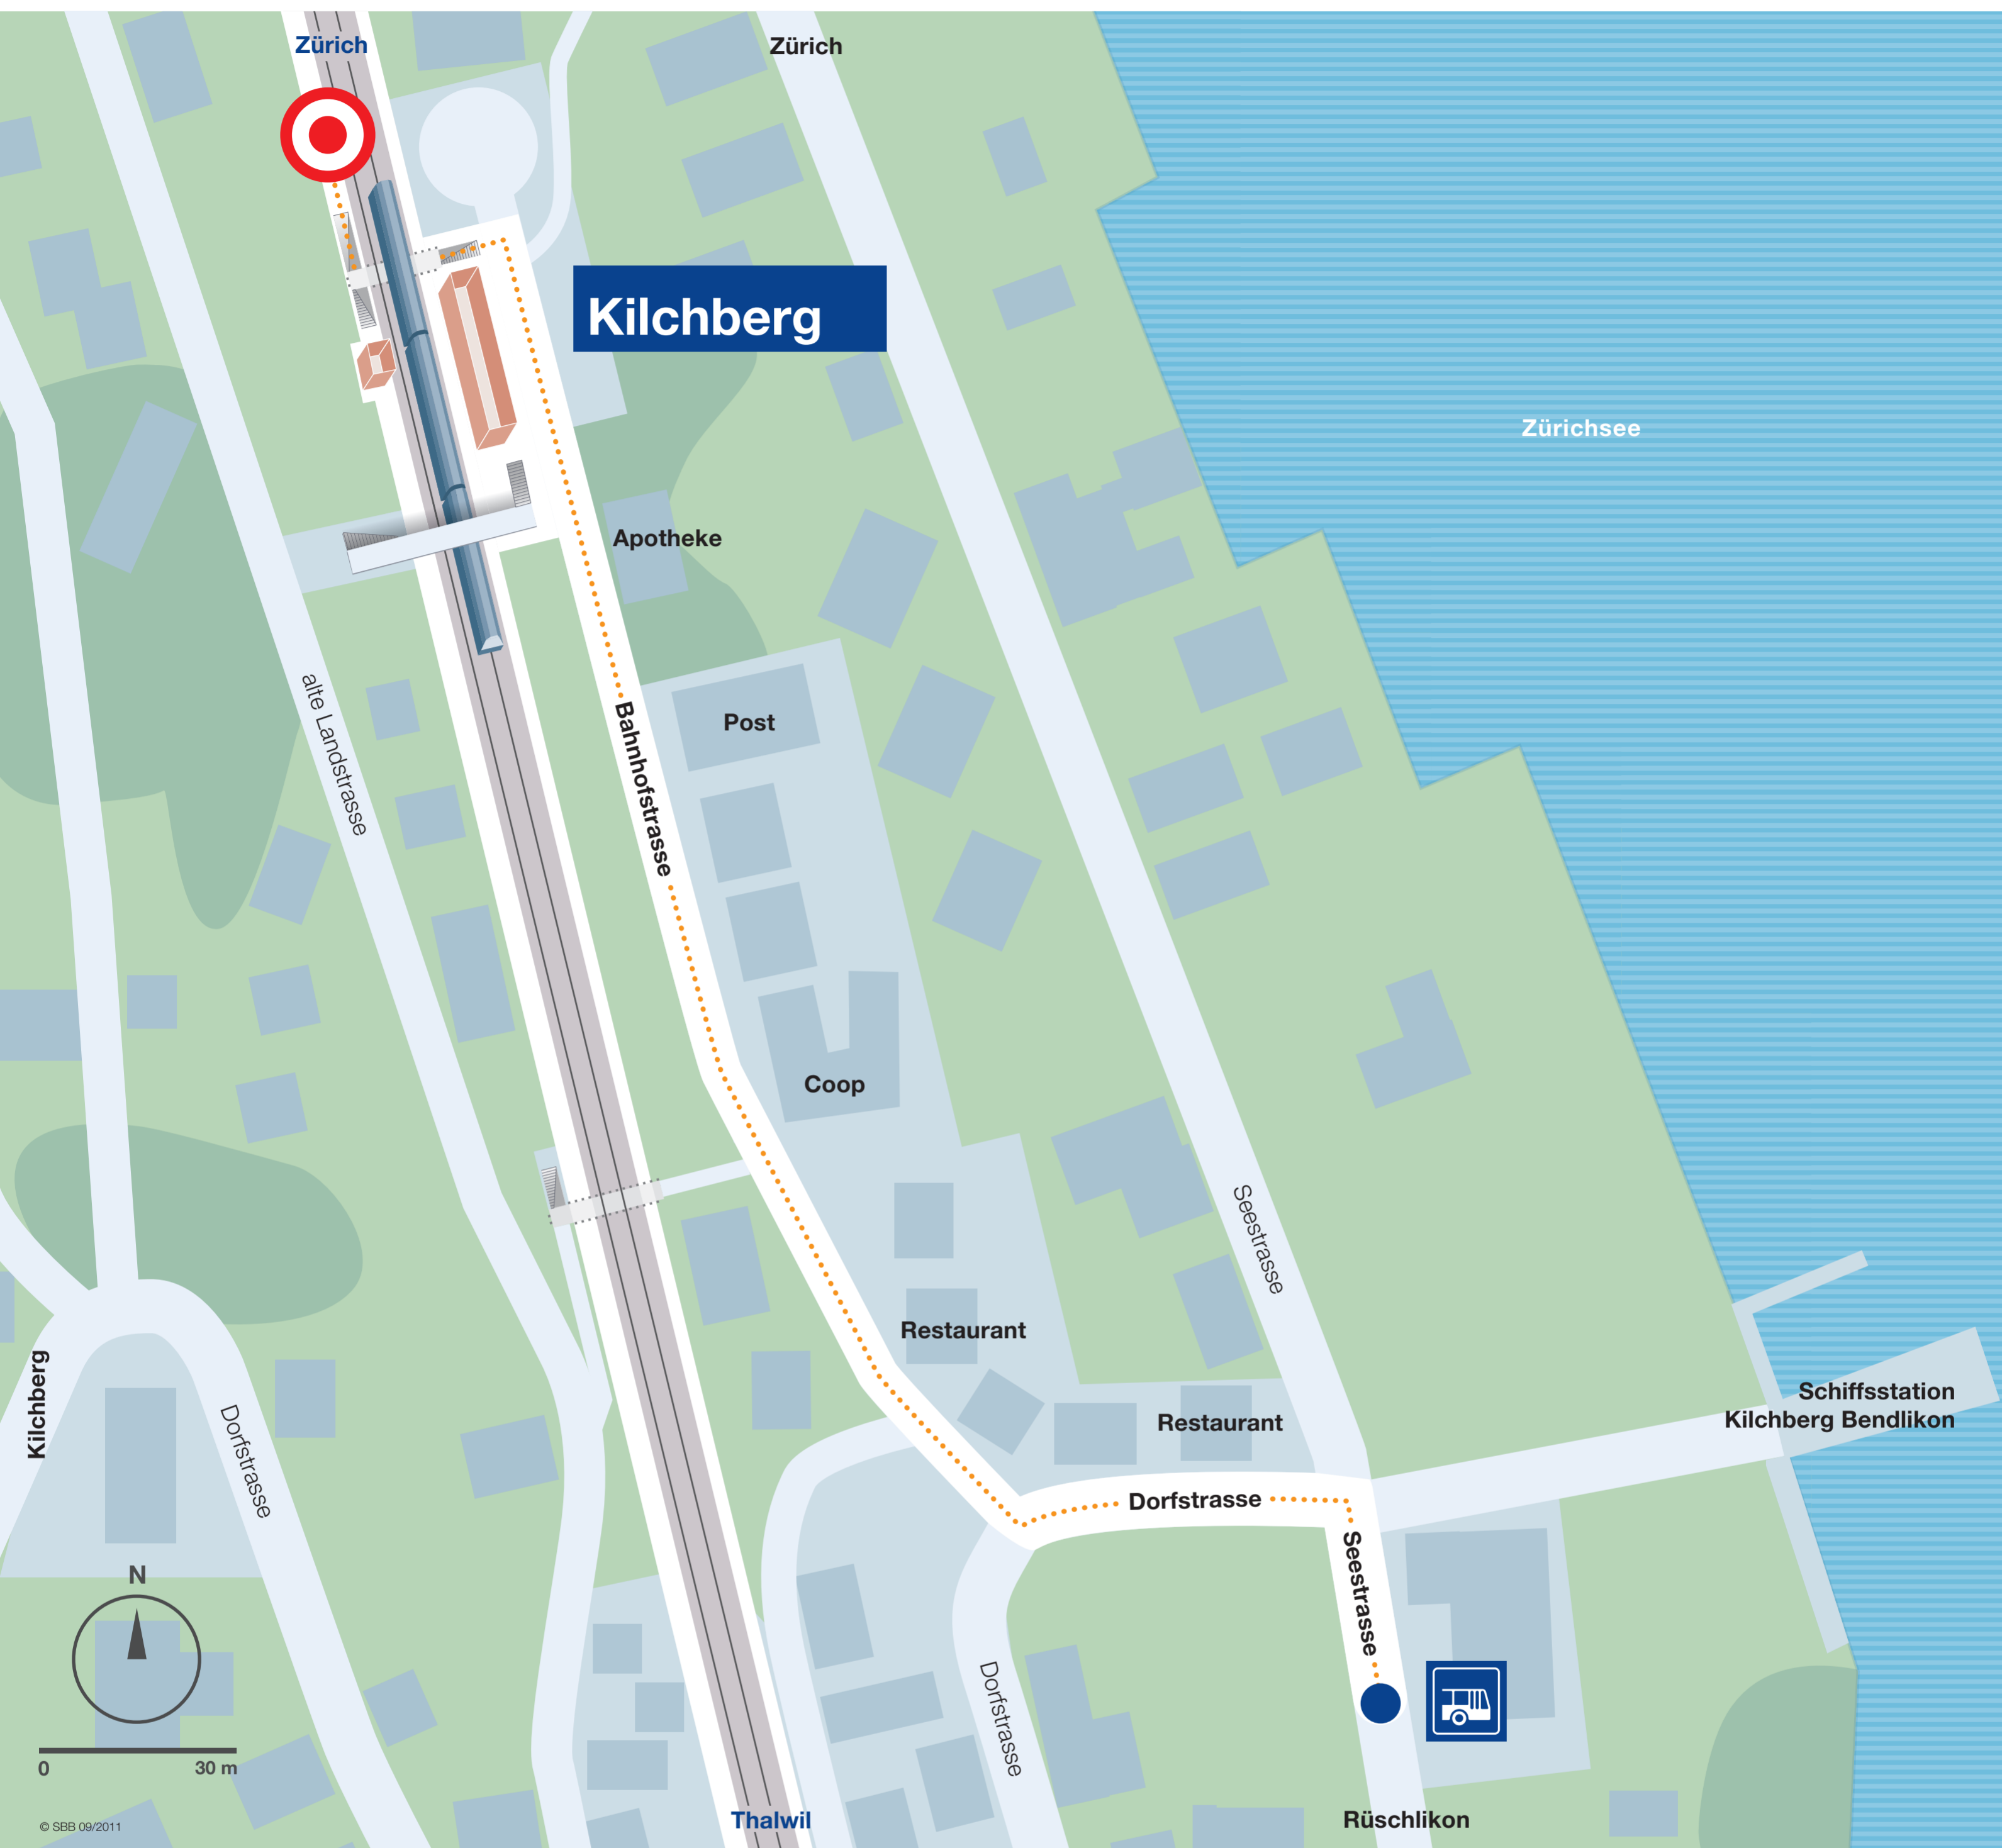 Zürich
Zürich
Kilchberg
Zürichsee
Apotheke
alte Landstrasse
Bahnhofstrasse
Post
Coop
Seestrasse
Restaurant
Kilchberg
Dorfstrasse
Restaurant
Schiffsstation
Kilchberg Bendlikon
Dorfstrasse
Seestrasse
N
Dorfstrasse
0
30 m
Thalwil
Rüschlikon
© SBB 09/2011